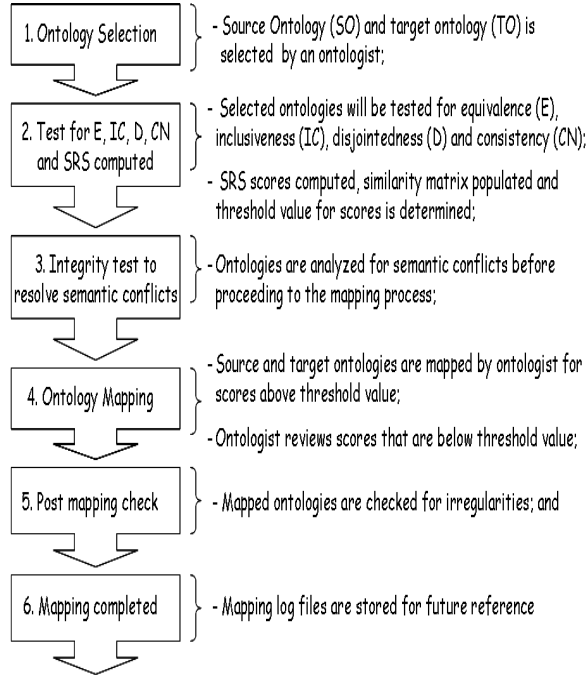 1. Ontology Selection
- Source Ontology (SO) and target ontology (TO) is
selected by an ontologist;
2. Test for E, IC, D, CN
and SRS computed
- Selected ontologies will be tested for equivalence (E),
inclusiveness (IC), disjointedness (D) and consistency (CN);
- SRS scores computed, similarity matrix populated and
threshold value for scores is determined;
3. Integrity test to
resolve semantic conflicts
- Ontologies are analyzed for semantic conflicts before
proceeding to the mapping process;
4. Ontology Mapping
- Source and target ontologies are mapped by ontologist for
scores above threshold value;
- Ontologist reviews scores that are below threshold value;
5. Post mapping check
- Mapped ontologies are checked for irregularities; and
6. Mapping completed
- Mapping log files are stored for future reference